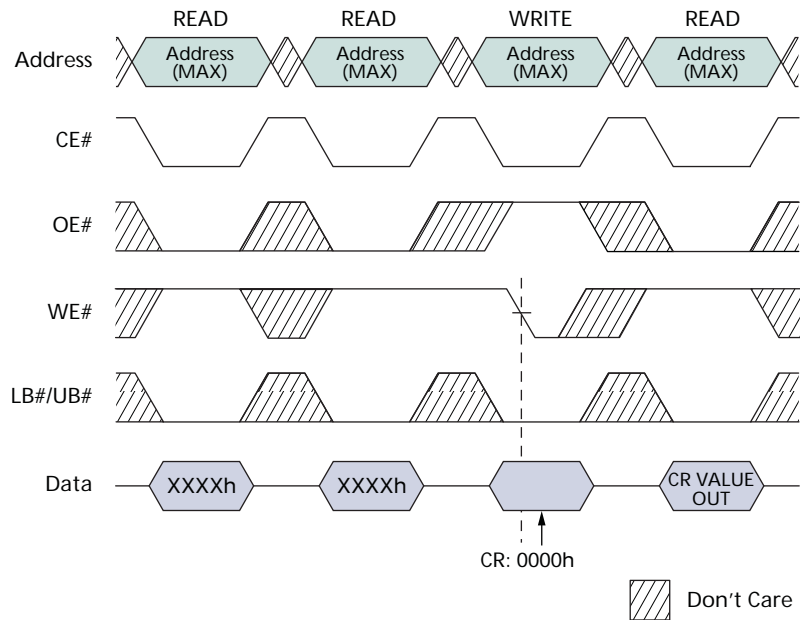 READ READ WRITE READ
Address
Address (MAX)
Address (MAX)
Address (MAX)
Address (MAX)
CE#
OE#
WE#
LB#/UB#
Data
XXXXh
XXXXh
CR VALUE OUT
CR: 0000h
Don't Care